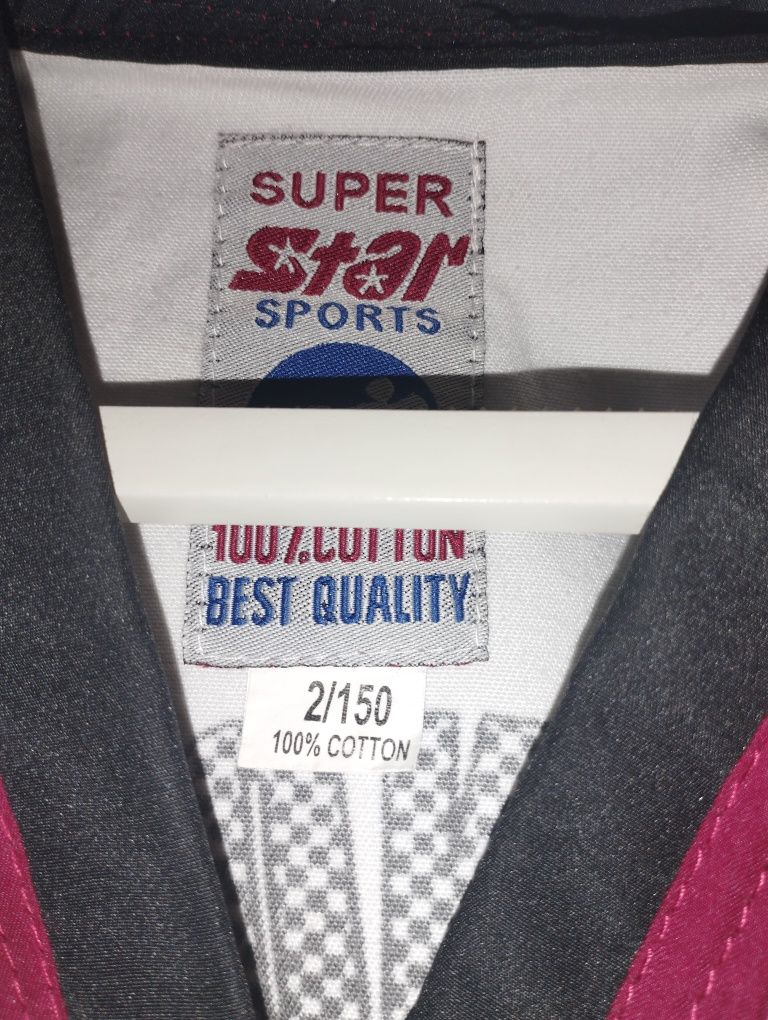 SUPER
Star
SPORTS
100%.COTTON
BEST QUALITY
2/150
100% COTTON